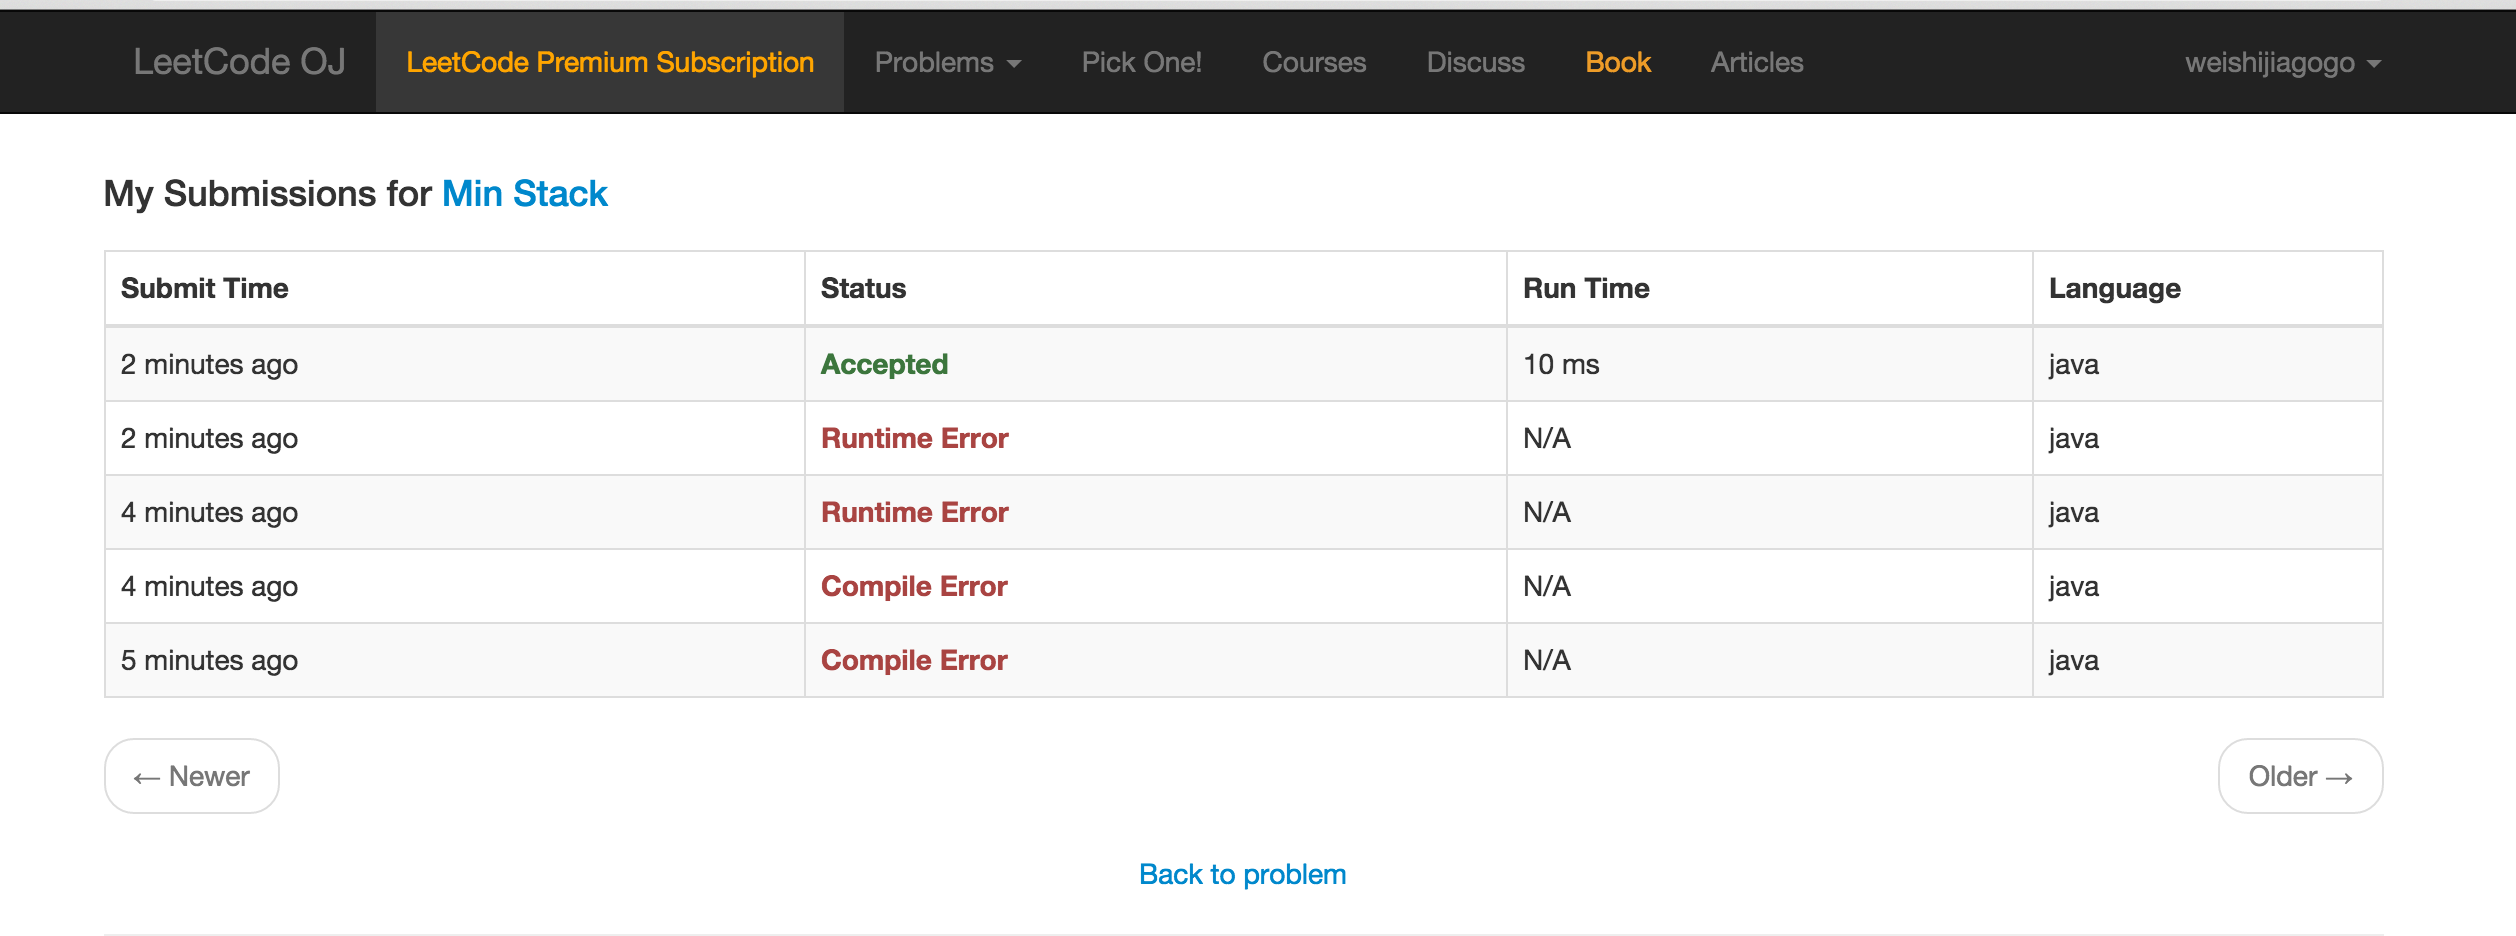 LeetCode OJ LeetCode Premium Subscription Problems Pick One! Courses Discuss Book Articles weishijiagogo
My Submissions for Min Stack
Submit Time Status Run Time Language
2 minutes ago Accepted 10 ms java
2 minutes ago Runtime Error N/A java
4 minutes ago Runtime Error N/A java
4 minutes ago Compile Error N/A java
5 minutes ago Compile Error N/A java
← Newer Older →
Back to problem